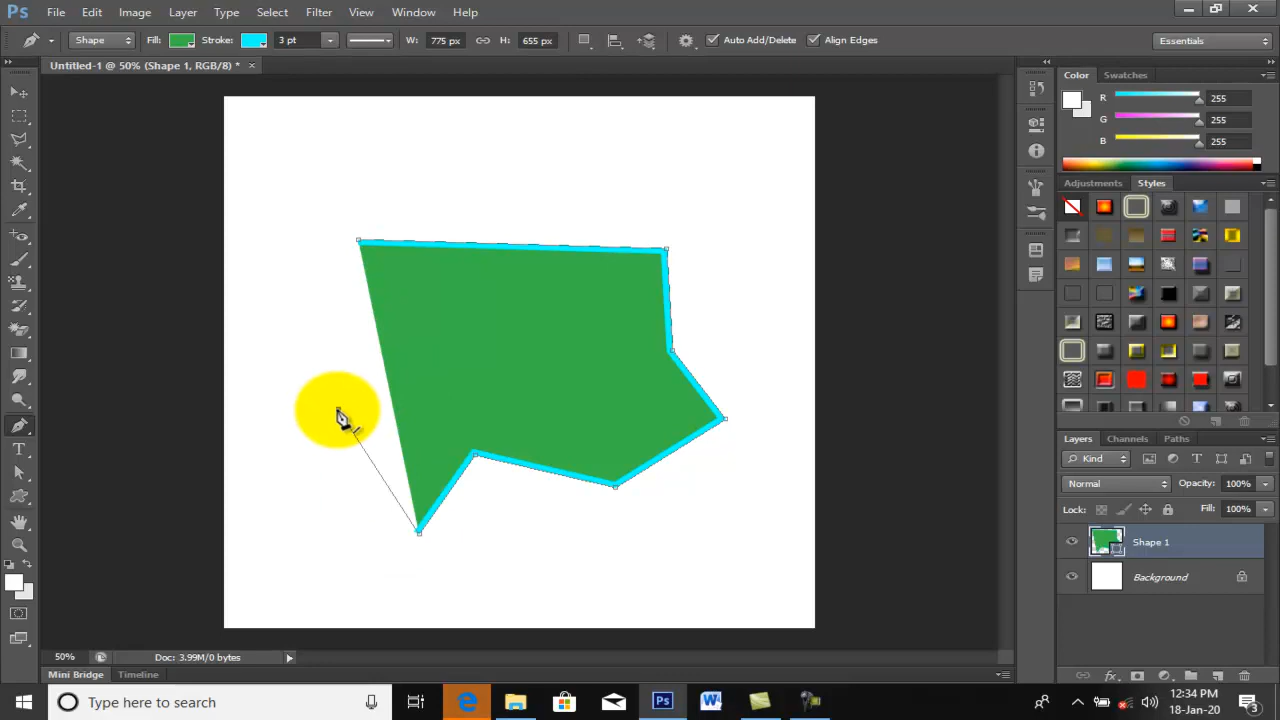 Ps File Edit Image Layer Type Select Filter View Window Help
Shape Fill: Stroke: 3 pt W: 775 px H: 655 px Auto Add/Delete Align Edges Essentials
Untitled-1 @ 50% (Shape 1, RGB/8) * ×
Color Swatches
R 255
G 255
B 255
Adjustments Styles
T
Layers Channels Paths
Kind T
Normal Opacity: 100%
Lock: Fill: 100%
Shape 1
Background
fx
50% Doc: 3.99M/0 bytes
Mini Bridge Timeline
Type here to search
e Ps W
12:34 PM
18-Jan-20
3